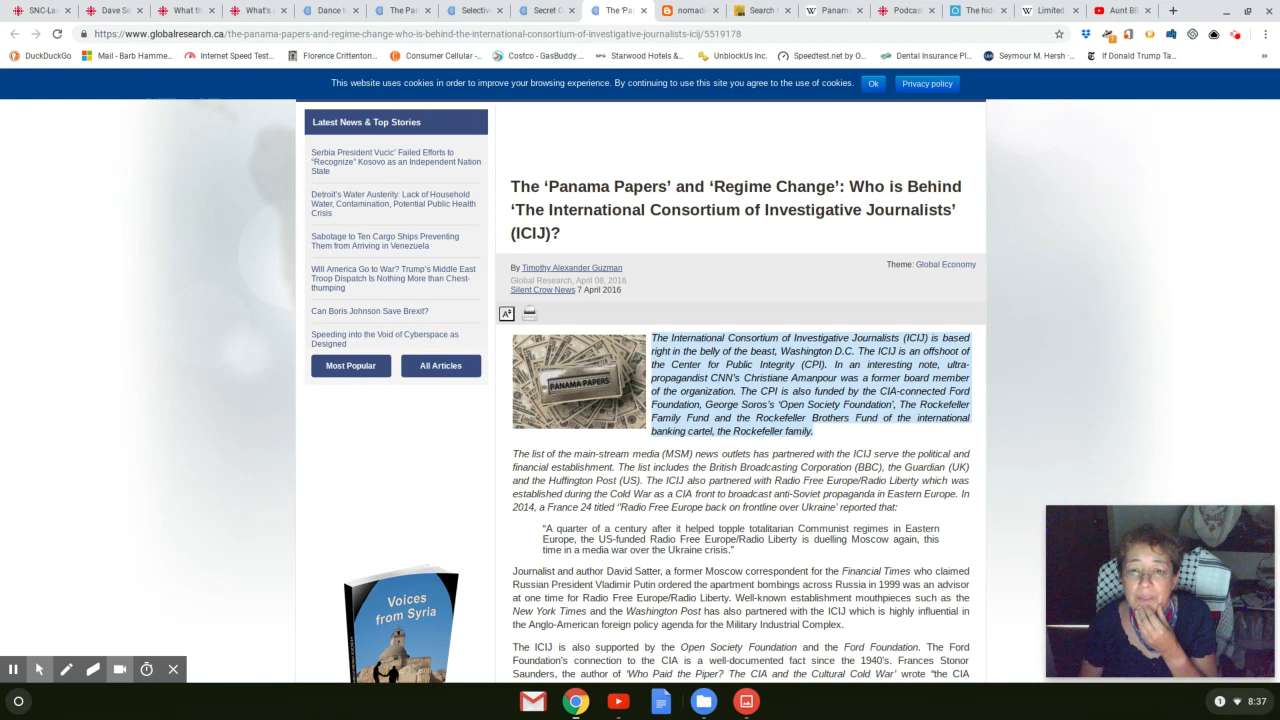 SNC-La
Dave Se
What th
What's
Dance t
The Pa
Selectiv
Secret C
The 'Pa
nomadi
Search t
Panama
Podcas
The hid
Limited
Aunt BB
https://www.globalresearch.ca/the-panama-papers-and-regime-change-who-is-behind-the-international-consortium-of-investigative-journalists-icij/5519178
DuckDuckGo
Mail - Barb Hamme...
Internet Speed Test...
Florence Crittenton...
Consumer Cellular -...
Costco - GasBuddy....
Starwood Hotels &...
UnblockUs Inc.
Speedtest.net by O...
Dental Insurance Pl...
Seymour M. Hersh -...
If Donald Trump Ta...
This website uses cookies in order to improve your browsing experience. By continuing to use this site you agree to the use of cookies.
Ok
Privacy policy
Latest News & Top Stories
Serbia President Vucic' Failed Efforts to
“Recognize” Kosovo as an Independent Nation
State
Detroit's Water Austerity: Lack of Household
Water, Contamination, Potential Public Health
Crisis
Sabotage to Ten Cargo Ships Preventing
Them from Arriving in Venezuela
Will America Go to War? Trump's Middle East
Troop Dispatch Is Nothing More than Chest-
thumping
Can Boris Johnson Save Brexit?
Speeding into the Void of Cyberspace as
Designed
Most Popular
All Articles
Voices
from Syria
The ‘Panama Papers’ and ‘Regime Change’: Who is Behind
‘The International Consortium of Investigative Journalists’
(ICIJ)?
By Timothy Alexander Guzman
Theme: Global Economy
Global Research, April 08, 2016
Silent Crow News 7 April 2016
PANAMA PAPERS
The International Consortium of Investigative Journalists (ICIJ) is based
right in the belly of the beast, Washington D.C. The ICIJ is an offshoot of
the Center for Public Integrity (CPI). In an interesting note, ultra-
propagandist CNN's Christiane Amanpour was a former board member
of the organization. The CPI is also funded by the CIA-connected Ford
Foundation, George Soros's ‘Open Society Foundation’, The Rockefeller
Family Fund and the Rockefeller Brothers Fund of the international
banking cartel, the Rockefeller family.
The list of the main-stream media (MSM) news outlets has partnered with the ICIJ serve the political and
financial establishment. The list includes the British Broadcasting Corporation (BBC), the Guardian (UK)
and the Huffington Post (US). The ICIJ also partnered with Radio Free Europe/Radio Liberty which was
established during the Cold War as a CIA front to broadcast anti-Soviet propaganda in Eastern Europe. In
2014, a France 24 titled ‘'Radio Free Europe back on frontline over Ukraine’ reported that:
“A quarter of a century after it helped topple totalitarian Communist regimes in Eastern
Europe, the US-funded Radio Free Europe/Radio Liberty is duelling Moscow again, this
time in a media war over the Ukraine crisis.”
Journalist and author David Satter, a former Moscow correspondent for the Financial Times who claimed
Russian President Vladimir Putin ordered the apartment bombings across Russia in 1999 was an advisor
at one time for Radio Free Europe/Radio Liberty. Well-known establishment mouthpieces such as the
New York Times and the Washington Post has also partnered with the ICIJ which is highly influential in
the Anglo-American foreign policy agenda for the Military Industrial Complex.
The ICIJ is also supported by the Open Society Foundation and the Ford Foundation. The Ford
Foundation's connection to the CIA is a well-documented fact since the 1940's. Frances Stonor
Saunders, the author of ‘Who Paid the Piper? The CIA and the Cultural Cold War’ wrote “the CIA
1
8:37